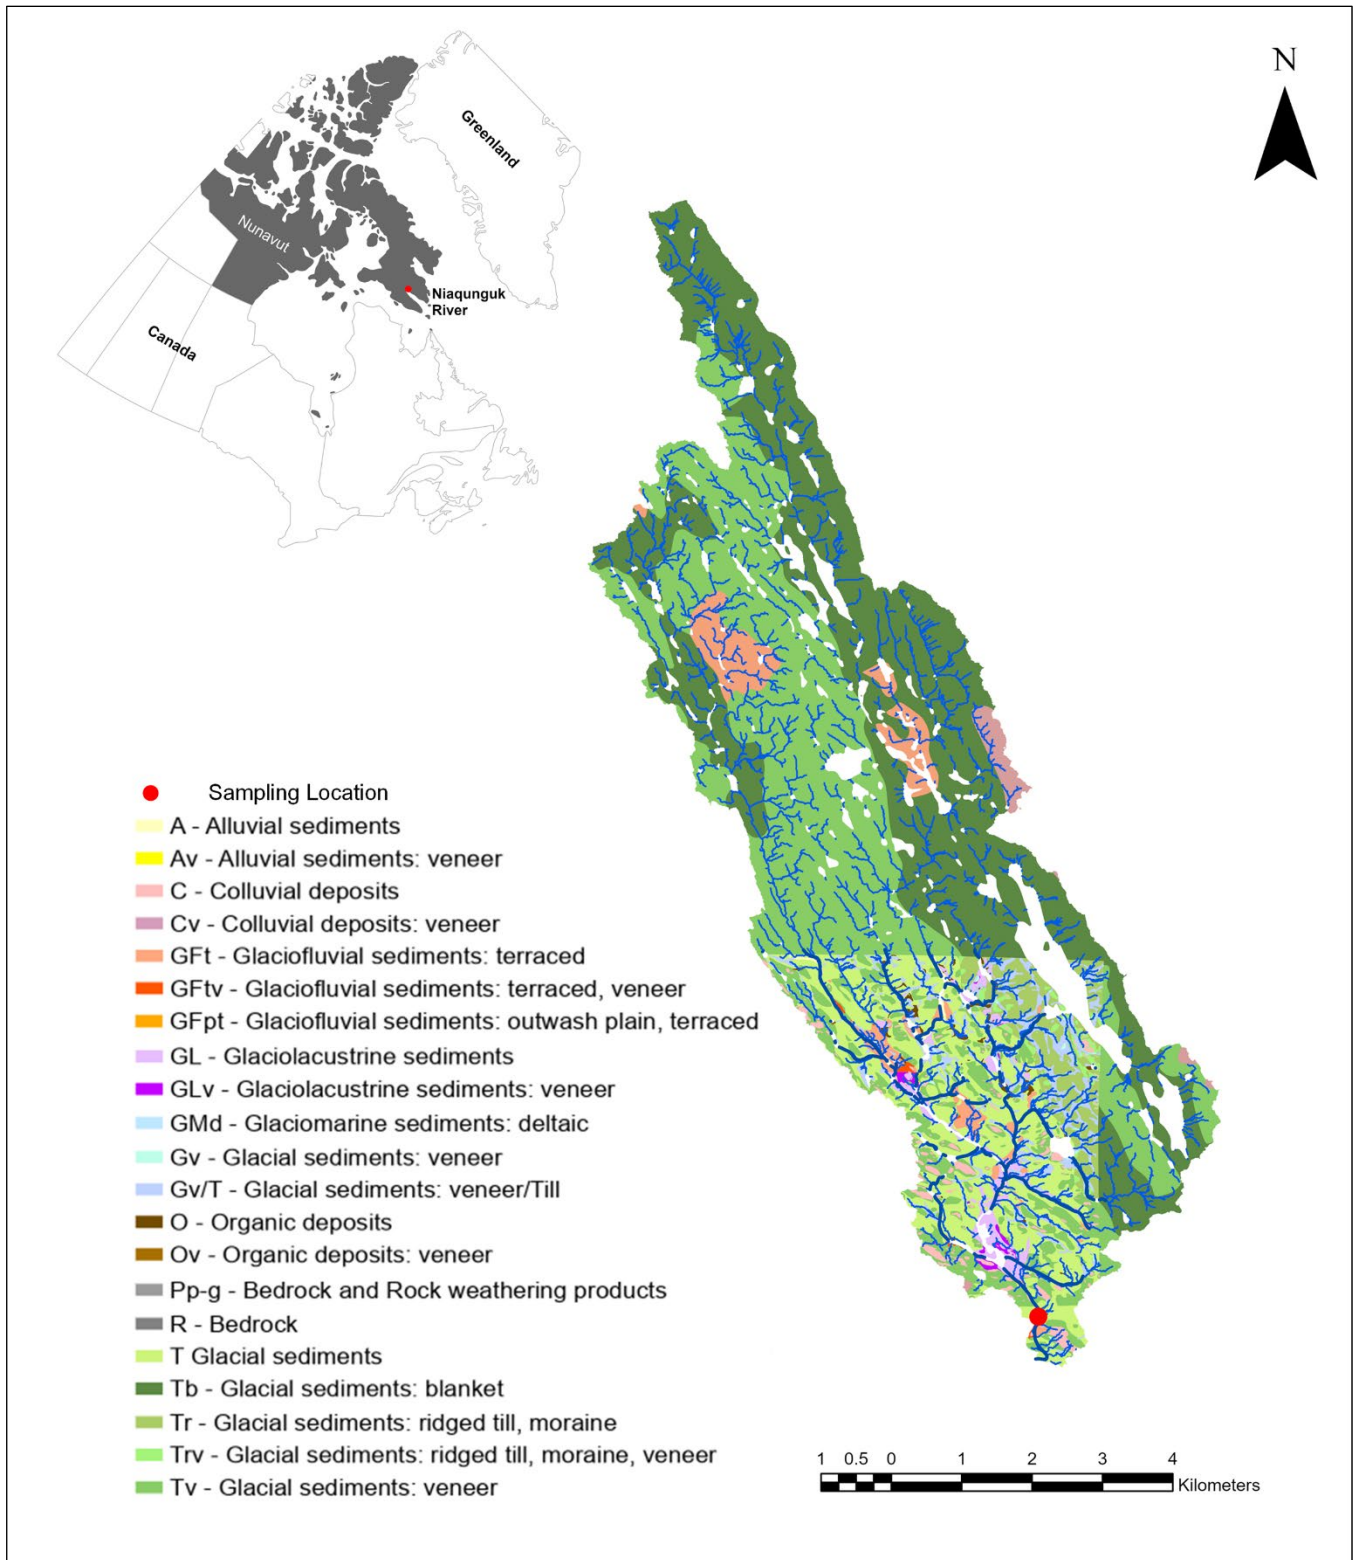 N
Greenland
Nunavut
Niaqunguk
River
Canada
Sampling Location
A - Alluvial sediments
Av - Alluvial sediments: veneer
C - Colluvial deposits
Cv - Colluvial deposits: veneer
GFt - Glaciofluvial sediments: terraced
GFtv - Glaciofluvial sediments: terraced, veneer
GFpt - Glaciofluvial sediments: outwash plain, terraced
GL - Glaciolacustrine sediments
GLv - Glaciolacustrine sediments: veneer
GMd - Glaciomarine sediments: deltaic
Gv - Glacial sediments: veneer
Gv/T - Glacial sediments: veneer/Till
O - Organic deposits
Ov - Organic deposits: veneer
Pp-g - Bedrock and Rock weathering products
R - Bedrock
T Glacial sediments
Tb - Glacial sediments: blanket
Tr - Glacial sediments: ridged till, moraine
Trv - Glacial sediments: ridged till, moraine, veneer
Tv - Glacial sediments: veneer
1 0.5 0 1 2 3 4
Kilometers